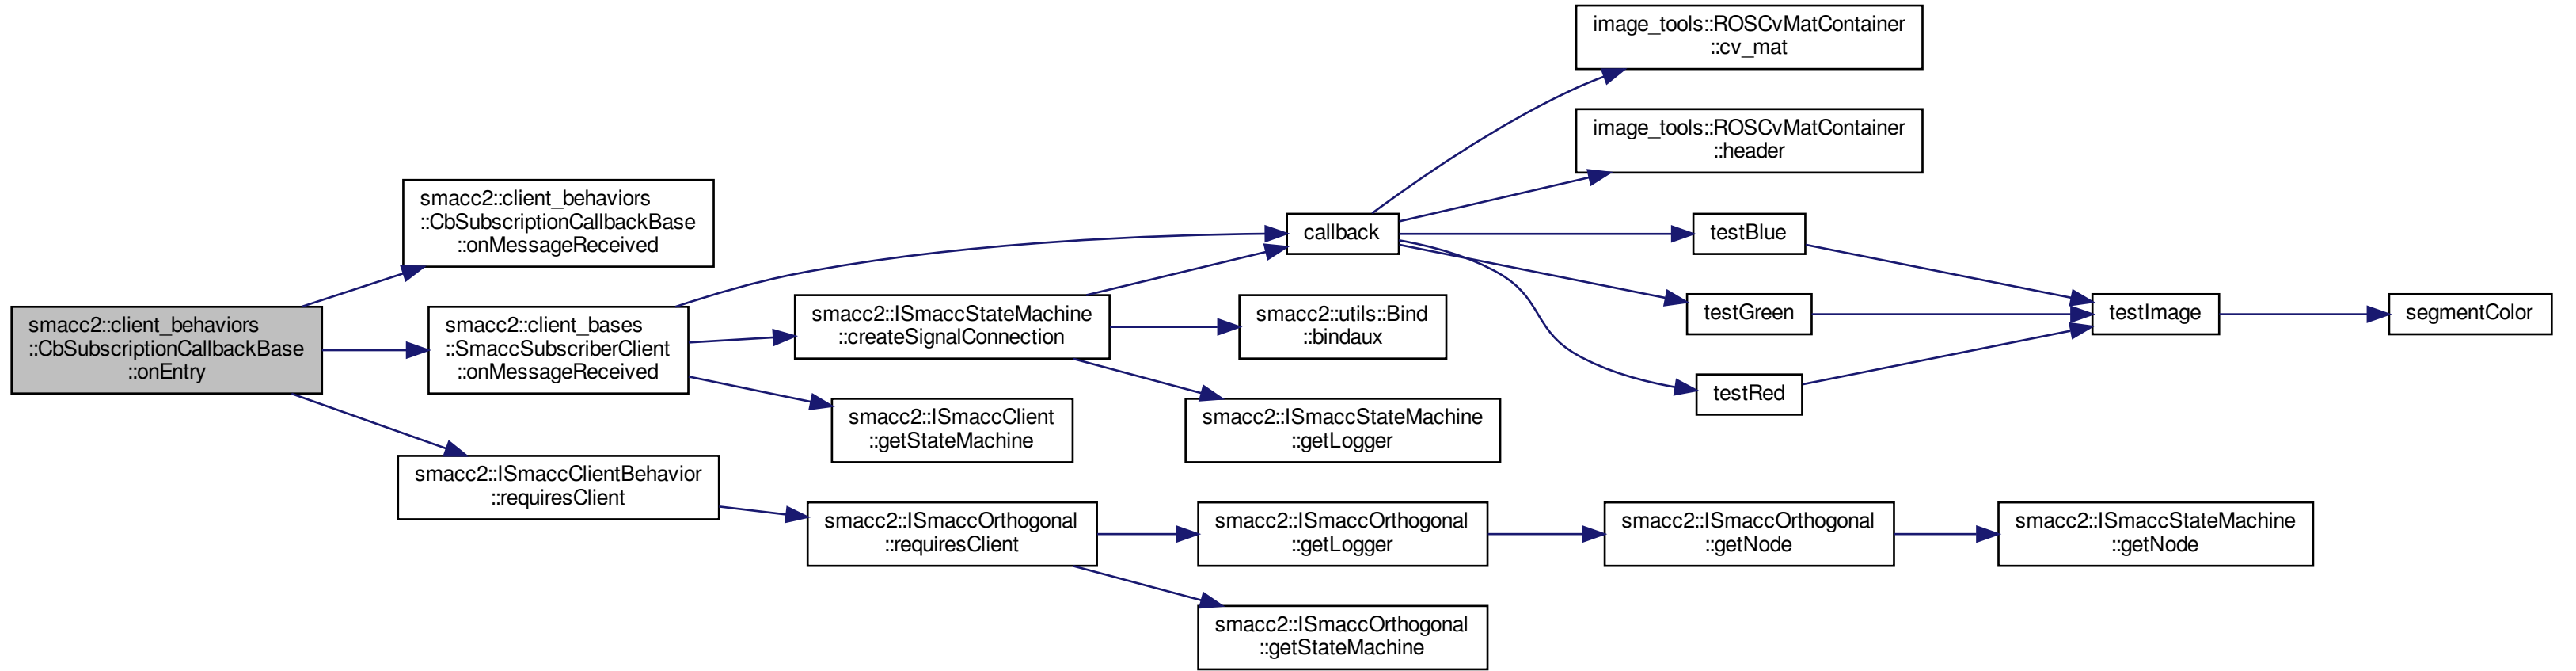 smacc2::client_behaviors
::CbSubscriptionCallbackBase
::onEntry
smacc2::client_behaviors
::CbSubscriptionCallbackBase
::onMessageReceived
smacc2::client_bases
::SmaccSubscriberClient
::onMessageReceived
smacc2::ISmaccClientBehavior
::requiresClient
smacc2::ISmaccStateMachine
::createSignalConnection
smacc2::ISmaccClient
::getStateMachine
smacc2::ISmaccOrthogonal
::requiresClient
callback
smacc2::utils::Bind
::bindaux
smacc2::ISmaccStateMachine
::getLogger
smacc2::ISmaccOrthogonal
::getLogger
smacc2::ISmaccOrthogonal
::getStateMachine
image_tools::ROSCvMatContainer
::cv_mat
image_tools::ROSCvMatContainer
::header
testBlue
testGreen
testRed
smacc2::ISmaccOrthogonal
::getNode
testImage
smacc2::ISmaccStateMachine
::getNode
segmentColor